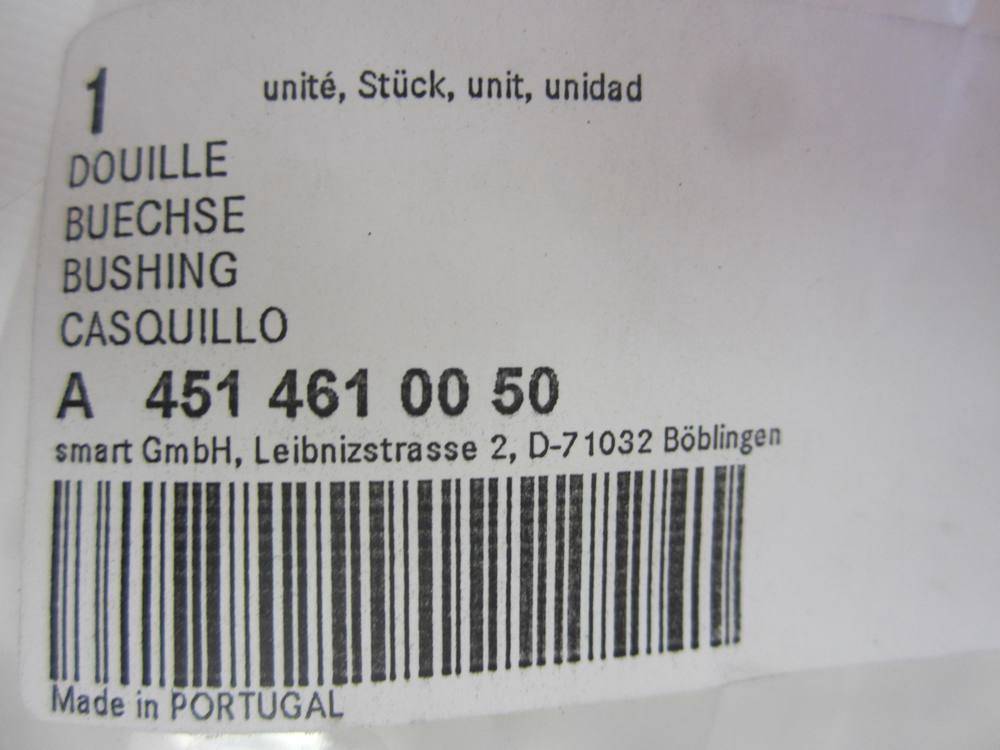 1 unité, Stück, unit, unidad
DOUILLE
BUECHSE
BUSHING
CASQUILLO
A 451 461 00 50
smart GmbH, Leibnizstrasse 2, D-71032 Böblingen
Made in PORTUGAL